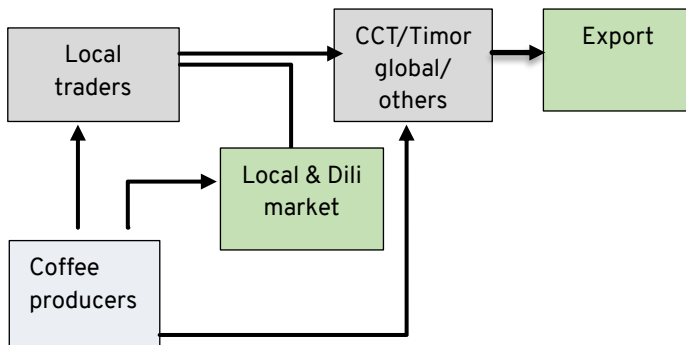 Local
traders
CCT/Timor
global/
others
Export
Local & Dili
market
Coffee
producers